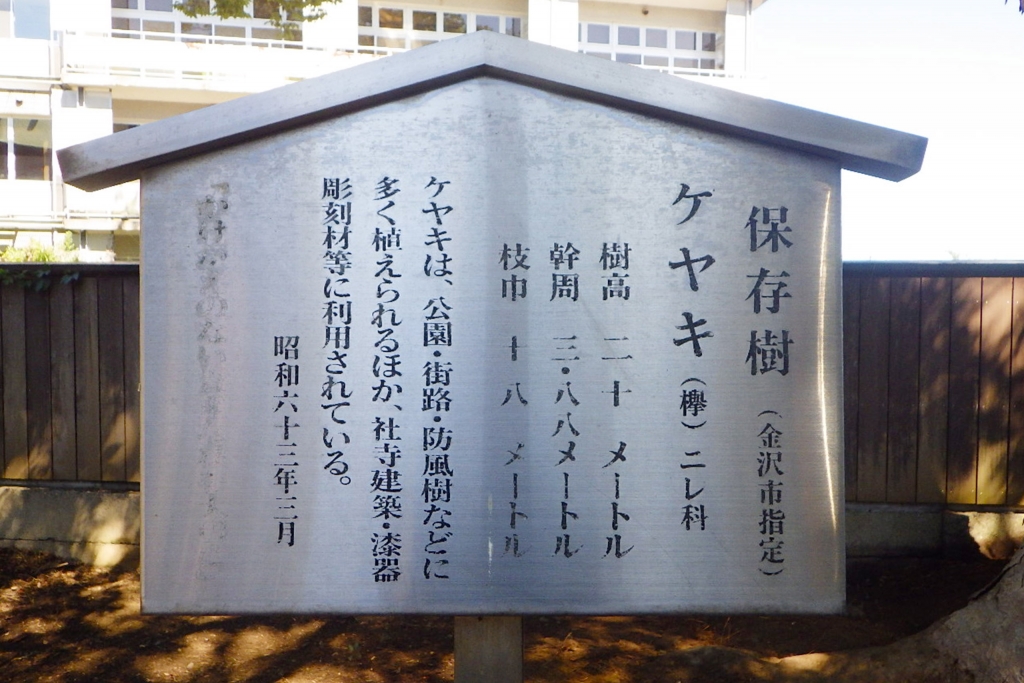 保存樹 (金沢市指定)
ケヤキ (欅) ニレ科
樹高 二十 メートル
幹周 三・八八メートル
枝巾 十八 メートル
ケヤキは、公園・街路・防風樹などに
多く植えられるほか、社寺建築・漆器
彫刻材等に利用されている。
昭和六十三年三月